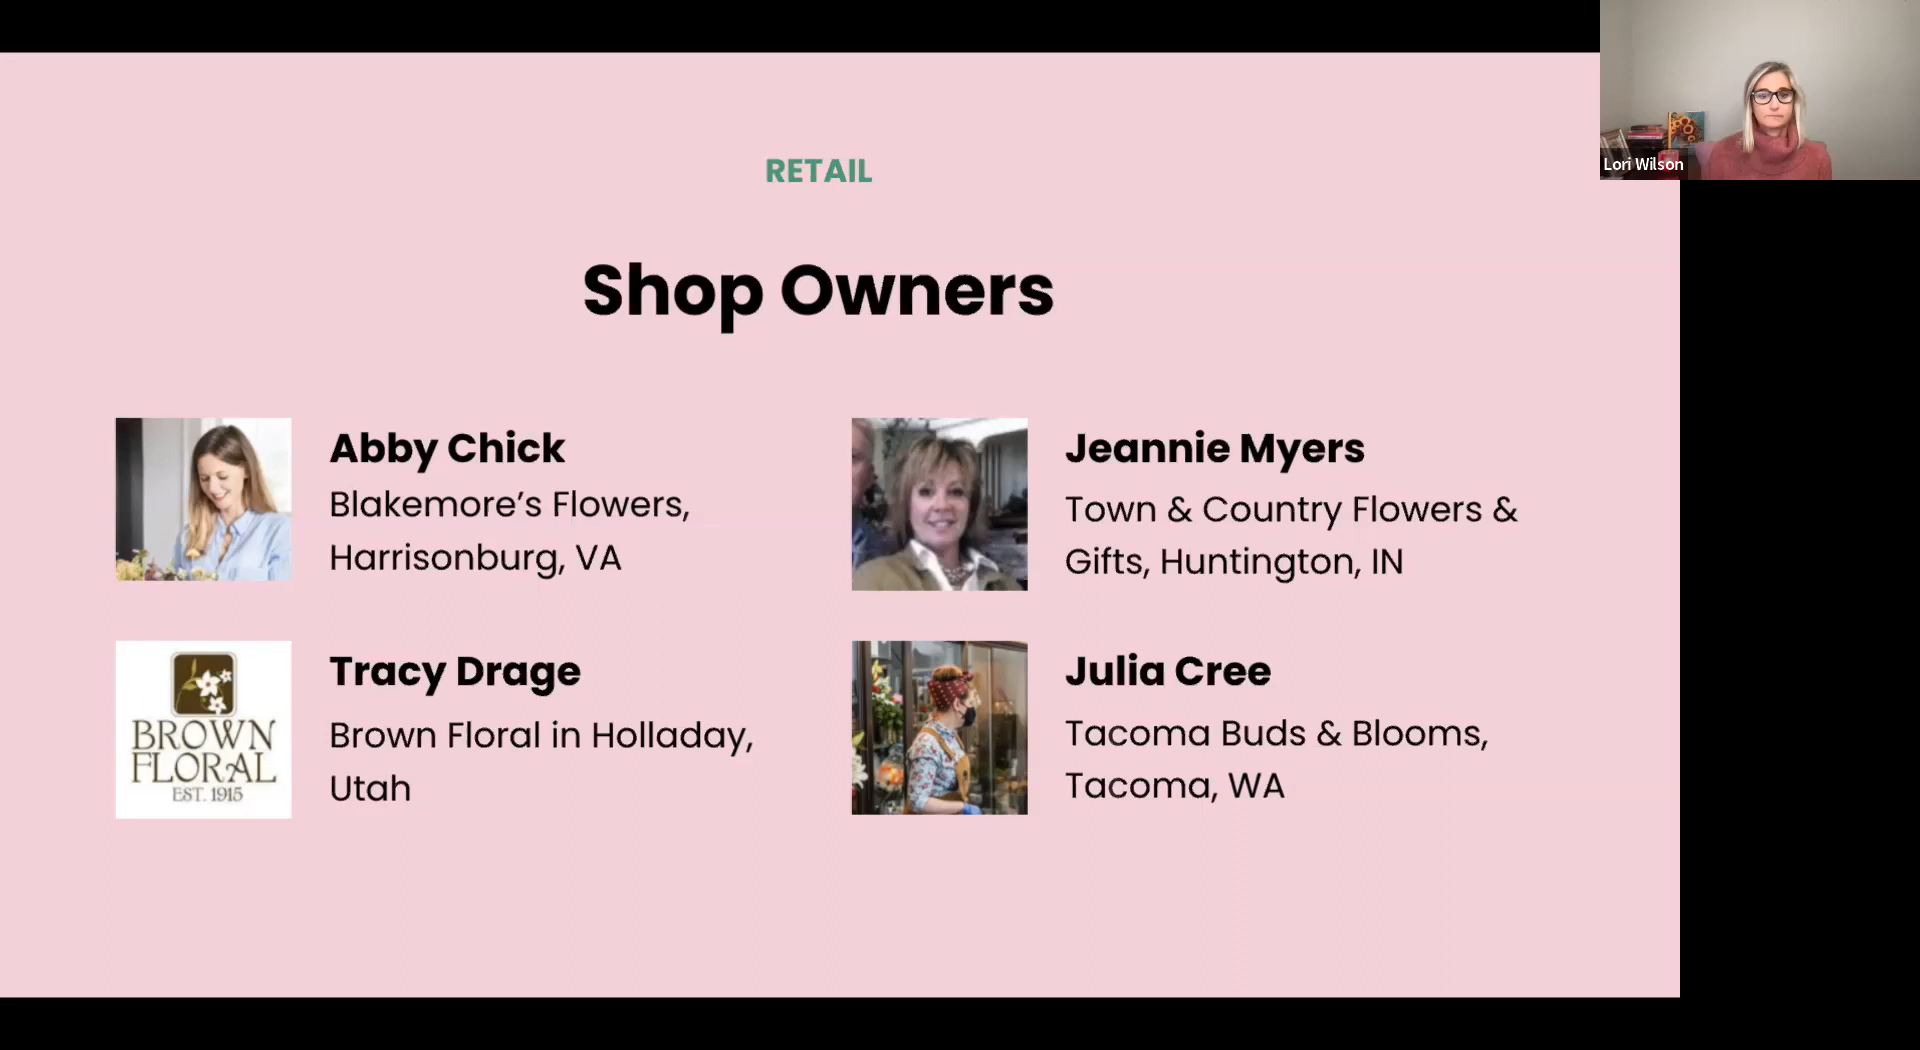 RETAIL
Shop Owners
Abby Chick
Blakemore’s Flowers,
Harrisonburg, VA
Jeannie Myers
Town & Country Flowers &
Gifts, Huntington, IN
BROWN
FLORAL
EST. 1915
Tracy Drage
Brown Floral in Holladay,
Utah
Julia Cree
Tacoma Buds & Blooms,
Tacoma, WA
Lori Wilson